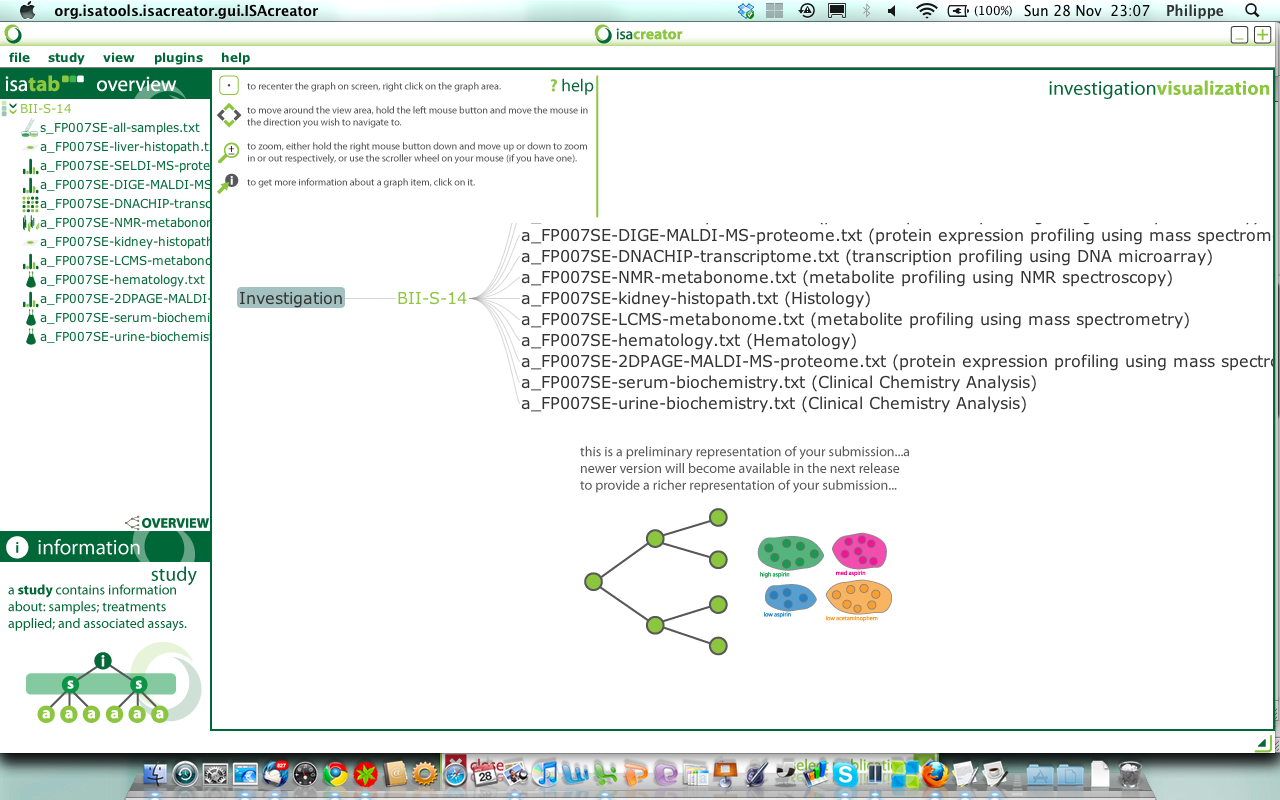 org.isatools.isacreator.gui.ISAcreator
(100%) Sun 28 Nov 23:07 Philippe
isacreator
file study view plugins help
isatab overview
BII-S-14
s_FP007SE-all-samples.txt
a_FP007SE-liver-histopath.t
a_FP007SE-SELDI-MS-prote
a_FP007SE-DIGE-MALDI-MS
a_FP007SE-DNACHIP-transc
a_FP007SE-NMR-metabonor
a_FP007SE-kidney-histopath
a_FP007SE-LCMS-metabono
a_FP007SE-hematology.txt
a_FP007SE-2DPAGE-MALDI-
a_FP007SE-serum-biochemi
a_FP007SE-urine-biochemis
OVERVIEW
i information
study
a study contains information
about: samples; treatments
applied; and associated assays.
i
s s
a a a a a a
to recenter the graph on screen, right click on the graph area.
? help
to move around the view area, hold the left mouse button and move the mouse in
the direction you wish to navigate to.
to zoom, either hold the right mouse button down and move up or down to zoom
in or out respectively, or use the scroller wheel on your mouse (if you have one).
to get more information about a graph item, click on it.
investigationvisualization
a_FP007SE-DIGE-MALDI-MS-proteome.txt (protein expression profiling using mass spectrom
a_FP007SE-DNACHIP-transcriptome.txt (transcription profiling using DNA microarray)
a_FP007SE-NMR-metabonome.txt (metabolite profiling using NMR spectroscopy)
Investigation BII-S-14 a_FP007SE-kidney-histopath.txt (Histology)
a_FP007SE-LCMS-metabonome.txt (metabolite profiling using mass spectrometry)
a_FP007SE-hematology.txt (Hematology)
a_FP007SE-2DPAGE-MALDI-MS-proteome.txt (protein expression profiling using mass spectro
a_FP007SE-serum-biochemistry.txt (Clinical Chemistry Analysis)
a_FP007SE-urine-biochemistry.txt (Clinical Chemistry Analysis)
this is a preliminary representation of your submission...a
newer version will become available in the next release
to provide a richer representation of your submission...
high aspirin med aspirin
low aspirin low acetaminophem
827
close
28